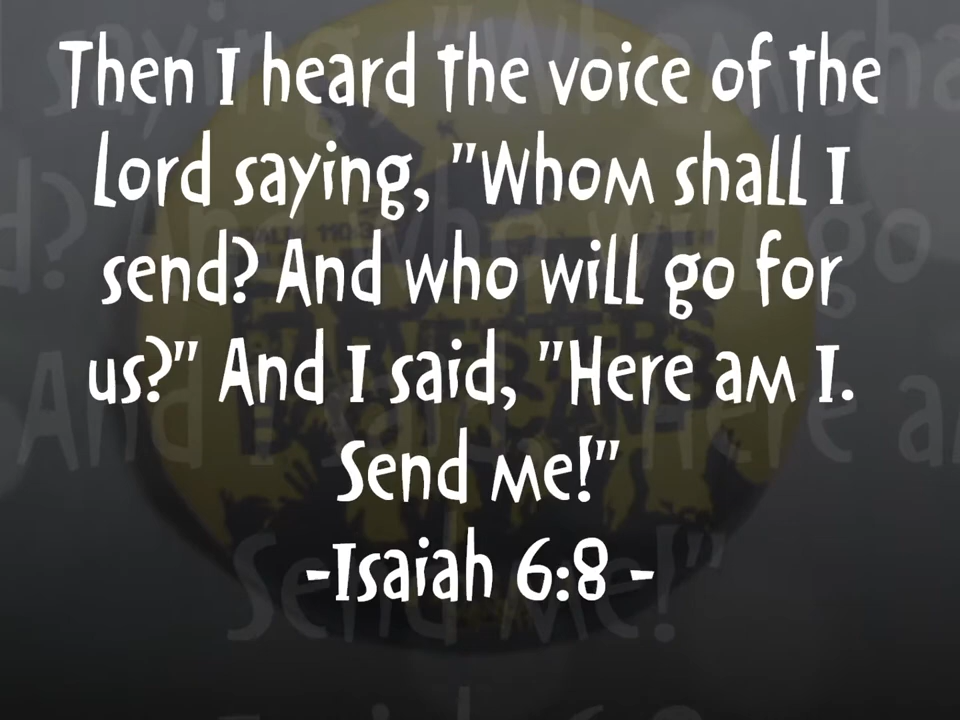 Then I heard the voice of the
Lord saying, "Whom shall I
send? And who will go for
us?" And I said, "Here am I.
Send me!"
-Isaiah 6:8 -